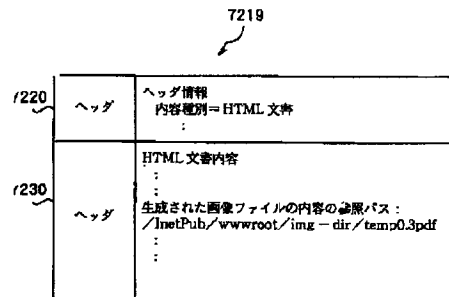 7219
7220
ヘッダ
ヘッダ情報
内容種別=HTML文書
:
7230
ヘッダ
HTML文書内容
:
:
生成された画像ファイルの内容の参照パス:
/InetPub/wwwroot/img-dir/temp0.3pdf
:
: